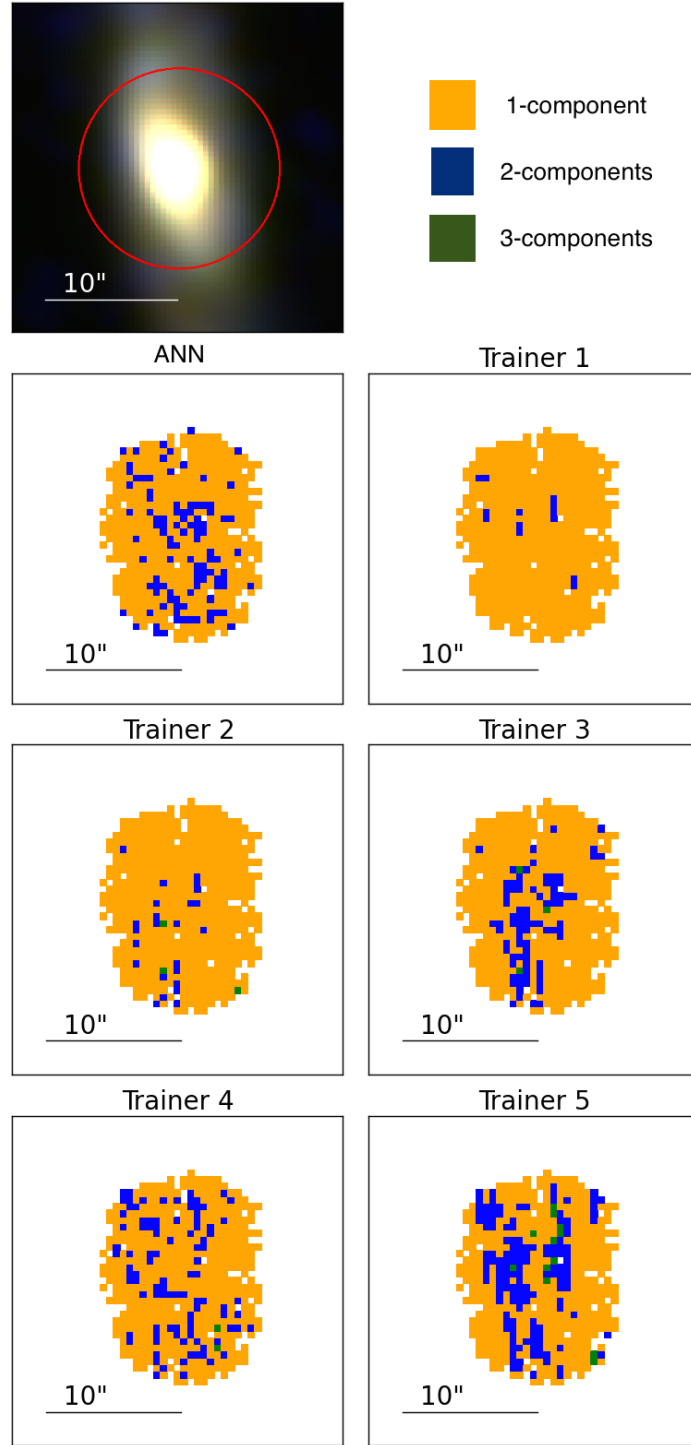 10"
1-component
2-components
3-components
ANN
Trainer 1
10"
10"
Trainer 2
Trainer 3
10"
10"
Trainer 4
Trainer 5
10"
10"